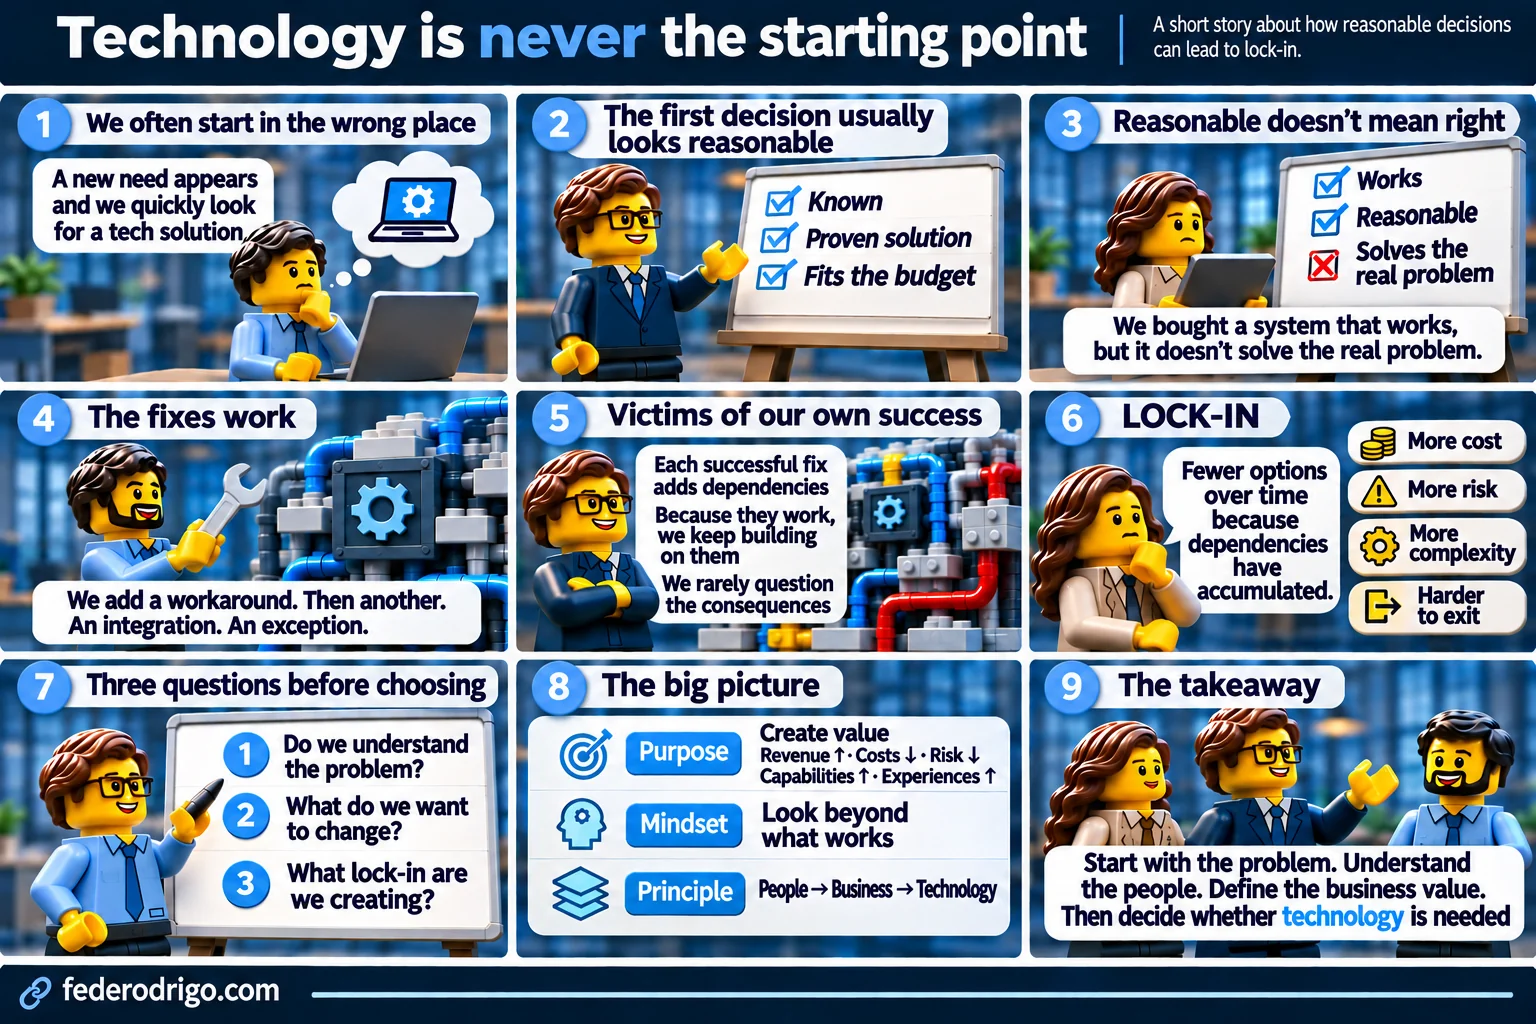 Technology is never the starting point
A short story about how reasonable decisions
can lead to lock-in.
1
We often start in the wrong place
A new need appears
and we quickly look
for a tech solution.
2
The first decision usually
looks reasonable
Known
Proven solution
Fits the budget
3
Reasonable doesn't mean right
Works
Reasonable
Solves the
real problem
We bought a system that works,
but it doesn't solve the real problem.
4
The fixes work
We add a workaround. Then another.
An integration. An exception.
5
Victims of our own success
Each successful fix
adds dependencies
Because they work,
we keep building
on them
We rarely question
the consequences
6
LOCK-IN
Fewer options
over time
because
dependencies
have
accumulated.
More cost
More risk
More
complexity
Harder
to exit
7
Three questions before choosing
1
Do we understand
the problem?
2
What do we want
to change?
3
What lock-in are
we creating?
8
The big picture
Purpose
Create value
Revenue ↑ · Costs ↓ · Risk ↓
Capabilities ↑ · Experiences ↑
Mindset
Look beyond
what works
Principle
People → Business → Technology
9
The takeaway
Start with the problem. Understand
the people. Define the business value.
Then decide whether technology is needed
federodrigo.com